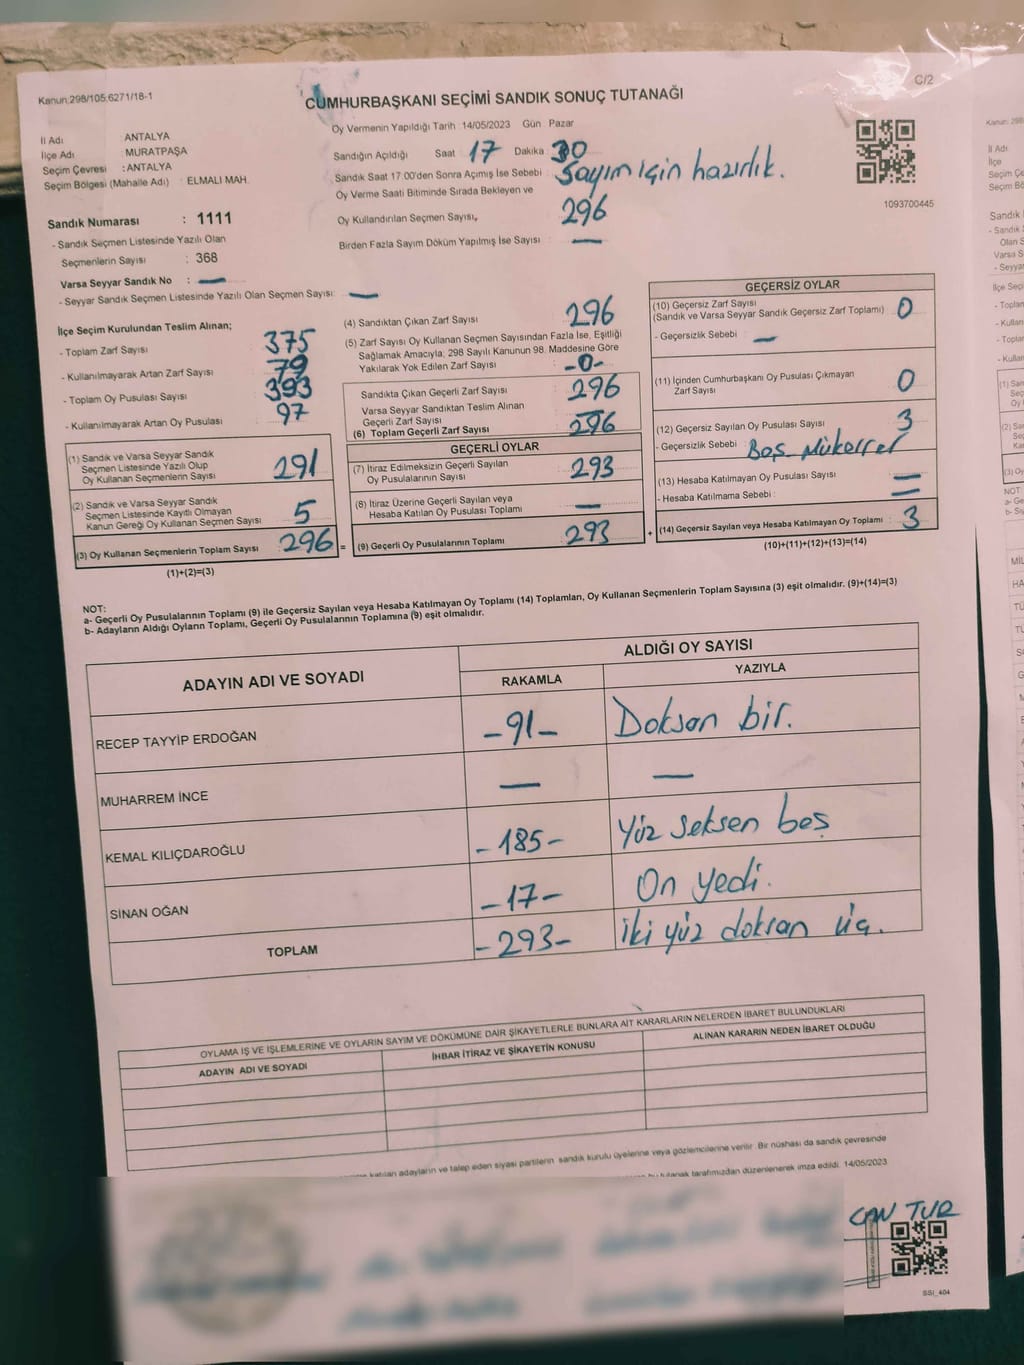 Kanun:298/105;6271/18-1
C/2
CUMHURBAŞKANI SEÇİMİ SANDIK SONUÇ TUTANAĞI
Oy Vermenin Yapıldığı Tarih :14/05/2023 Gün Pazar
İl Adı : ANTALYA
İlçe Adı : MURATPAŞA
Seçim Çevresi : ANTALYA
Seçim Bölgesi (Mahalle Adı) : ELMALI MAH.
Sandığın Açıldığı Saat 17 Dakika 30
Sandık Saat 17:00'den Sonra Açımış İse Sebebi : Sayım için hazırlık.
Oy Verme Saati Bitiminde Sırada Bekleyen ve
Oy Kullandırılan Seçmen Sayısı, 296
Birden Fazla Sayım Döküm Yapılmış İse Sayısı : —
1093700445
Sandık Numarası : 1111
- Sandık Seçmen Listesinde Yazılı Olan
Seçmenlerin Sayısı : 368
Varsa Seyyar Sandık No : —
- Seyyar Sandık Seçmen Listesinde Yazılı Olan Seçmen Sayısı: —
İlçe Seçim Kurulundan Teslim Alınan;
- Toplam Zarf Sayısı 375
- Kullanılmayarak Artan Zarf Sayısı 79
- Toplam Oy Pusulası Sayısı 393
- Kullanılmayarak Artan Oy Pusulası 97
(1) Sandık ve Varsa Seyyar Sandık
Seçmen Listesinde Yazılı Olup
Oy Kullanan Seçmenlerin Sayısı 291
(2) Sandık ve Varsa Seyyar Sandık
Seçmen Listesinde Kayıtlı Olmayan
Kanun Gereği Oy Kullanan Seçmen Sayısı 5
(3) Oy Kullanan Seçmenlerin Toplam Sayısı 296 =
(1)+(2)=(3)
(4) Sandıktan Çıkan Zarf Sayısı 296
(5) Zarf Sayısı Oy Kullanan Seçmen Sayısından Fazla İse, Eşitliği
Sağlamak Amacıyla; 298 Sayılı Kanunun 98. Maddesine Göre
Yakılarak Yok Edilen Zarf Sayısı -0-
Sandıkta Çıkan Geçerli Zarf Sayısı 296
Varsa Seyyar Sandıktan Teslim Alınan
Geçerli Zarf Sayısı —
(6) Toplam Geçerli Zarf Sayısı 296
GEÇERLİ OYLAR
(7) İtiraz Edilmeksizin Geçerli Sayılan
Oy Pusulalarının Sayısı 293
(8) İtiraz Üzerine Geçerli Sayılan veya
Hesaba Katılan Oy Pusulası Toplamı —
(9) Geçerli Oy Pusulalarının Toplamı 293 +
GEÇERSİZ OYLAR
(10) Geçersiz Zarf Sayısı
(Sandık ve Varsa Seyyar Sandık Geçersiz Zarf Toplamı) 0
- Geçersizlik Sebebi : —
(11) İçinden Cumhurbaşkanı Oy Pusulası Çıkmayan
Zarf Sayısı 0
(12) Geçersiz Sayılan Oy Pusulası Sayısı 3
- Geçersizlik Sebebi : Boş Mükerrer
(13) Hesaba Katılmayan Oy Pusulası Sayısı —
- Hesaba Katılmama Sebebi : —
(14) Geçersiz Sayılan veya Hesaba Katılmayan Oy Toplamı 3
(10)+(11)+(12)+(13)=(14)
NOT:
a- Geçerli Oy Pusulalarının Toplamı (9) ile Geçersiz Sayılan veya Hesaba Katılmayan Oy Toplamı (14) Toplamları, Oy Kullanan Seçmenlerin Toplam Sayısına (3) eşit olmalıdır. (9)+(14)=(3)
b- Adayların Aldığı Oyların Toplamı, Geçerli Oy Pusulalarının Toplamına (9) eşit olmalıdır.
ADAYIN ADI VE SOYADI
ALDIĞI OY SAYISI
RAKAMLA YAZIYLA
RECEP TAYYİP ERDOĞAN -91- Doksan bir.
MUHARREM İNCE — —
KEMAL KILIÇDAROĞLU -185- Yüz seksen beş
SİNAN OĞAN -17- On yedi.
TOPLAM -293- İki yüz doksan üç.
OYLAMA İŞ VE İŞLEMLERİNE VE OYLARIN SAYIM VE DÖKÜMÜNE DAİR ŞİKAYETLERLE BUNLARA AİT KARARLARIN NELERDEN İBARET BULUNDUKLARI
ADAYIN ADI VE SOYADI İHBAR İTİRAZ VE ŞİKAYETİN KONUSU ALINAN KARARIN NEDEN İBARET OLDUĞU
katılan adayların ve talep eden siyasi partilerin sandık kurulu üyelerine veya gözlemcilerine verilir. Bir nüshası da sandık çevresinde
tutanak tarafımızdan düzenlenerek imza edildi. 14/05/2023
CAN TUR
SSI_404